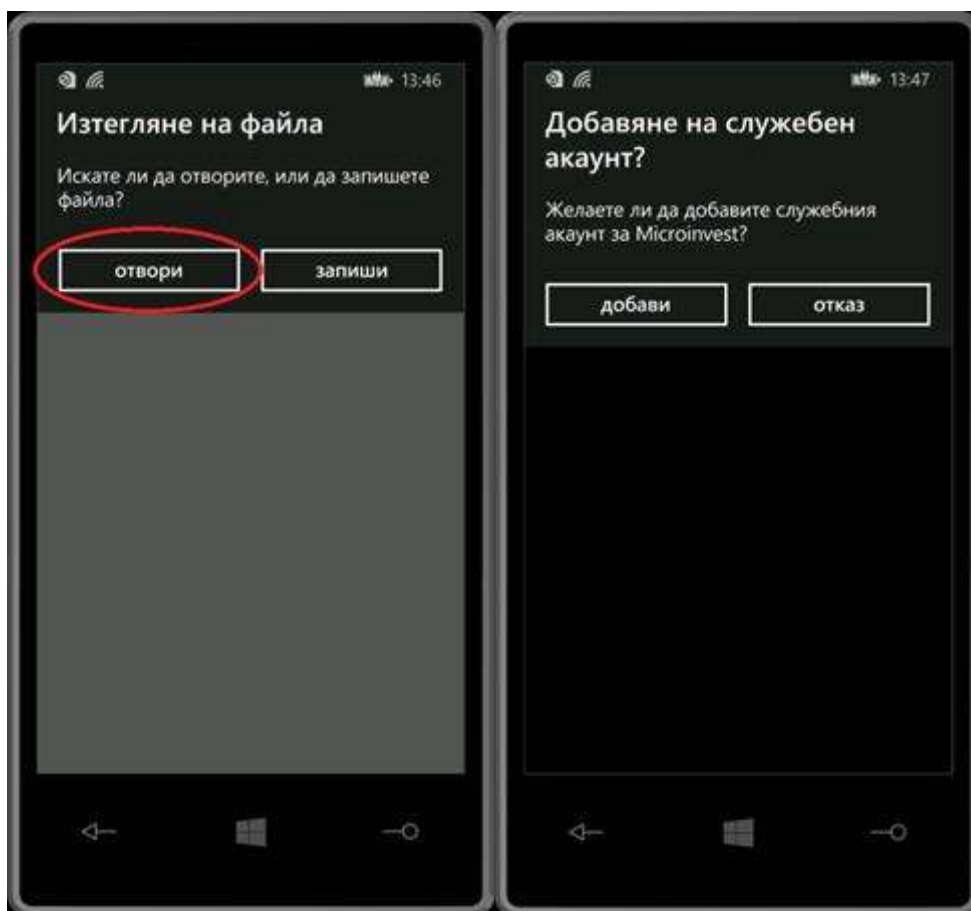 13:46
Изтегляне на файла
Искате ли да отворите, или да запишете
файла?
отвори
запиши
13:47
Добавяне на служебен
акаунт?
Желаете ли да добавите служебния
акаунт за Microinvest?
добави
отказ